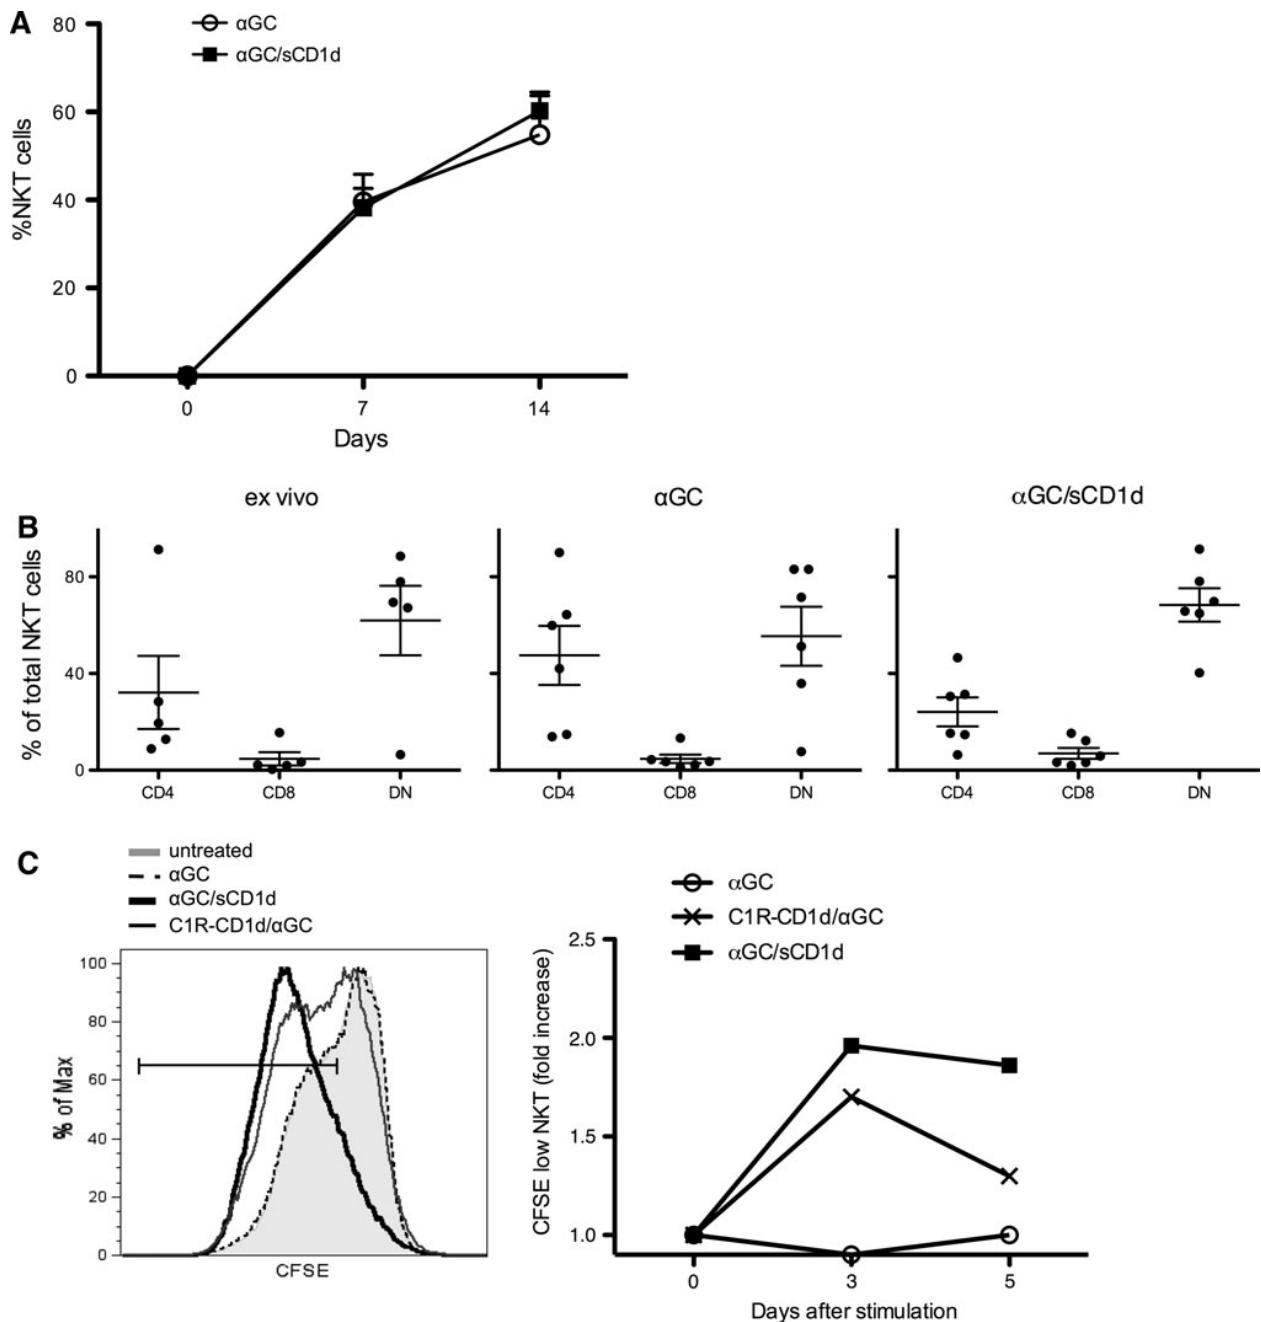 A
αGC
αGC/sCD1d
80
60
40
20
0
%NKT cells
0 7 14
Days
B
ex vivo αGC αGC/sCD1d
% of total NKT cells
80
40
0
CD4 CD8 DN CD4 CD8 DN CD4 CD8 DN
C
untreated
αGC
αGC/sCD1d
C1R-CD1d/αGC
100
80
60
40
20
0
% of Max
CFSE
αGC
C1R-CD1d/αGC
αGC/sCD1d
2.5
2.0
1.5
1.0
CFSE low NKT (fold increase)
0 3 5
Days after stimulation